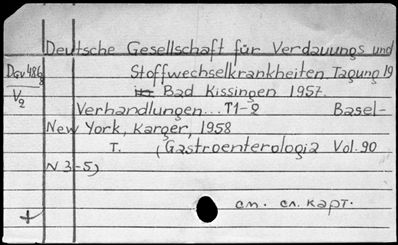 Deutsche Gesellschaft für Verdauungs und
Dsv 486 Stoffwechselkrankheiten. Tagung 19
V2 Bad Kissingen 1957.
Verhandlungen... T1-2 Basel-
New York, Karger, 1958
T. (Gastroenterologia Vol. 90
N 3-5)
см. сл. карт.